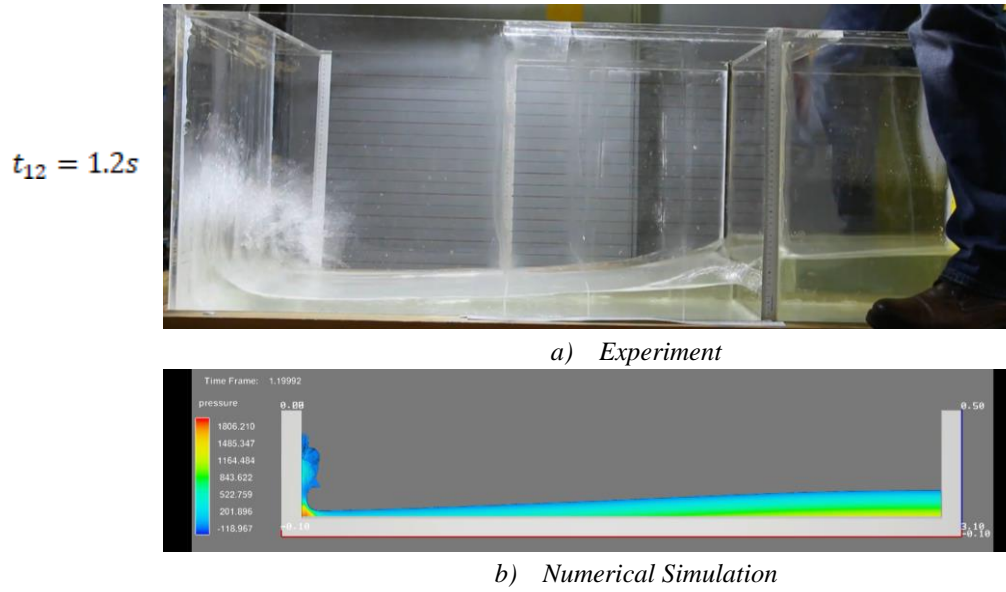 t₁₂ = 1.2s
a) Experiment
Time Frame: 1.19992
pressure
0.00
0.50
1806.210
1485.347
1164.484
843.622
522.759
201.896
-118.967
-0.10
3.10
-0.10
b) Numerical Simulation